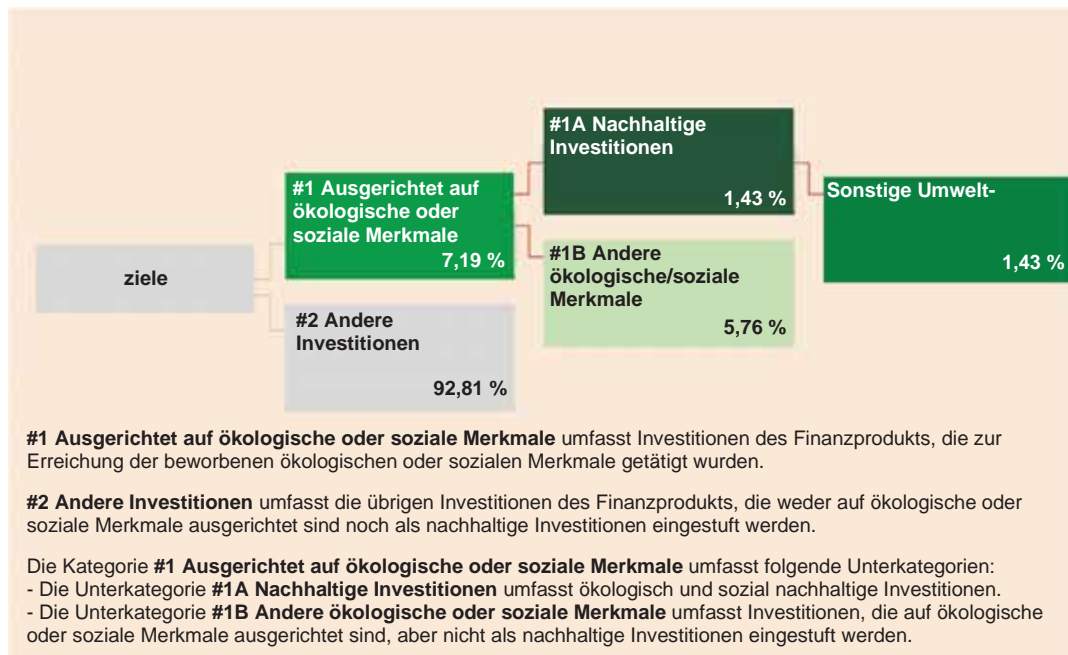 #1A Nachhaltige
Investitionen
1,43 %
#1 Ausgerichtet auf
ökologische oder
soziale Merkmale
7,19 %
Sonstige Umwelt-
1,43 %
#1B Andere
ökologische/soziale
Merkmale
5,76 %
ziele
#2 Andere
Investitionen
92,81 %
#1 Ausgerichtet auf ökologische oder soziale Merkmale umfasst Investitionen des Finanzprodukts, die zur
Erreichung der beworbenen ökologischen oder sozialen Merkmale getätigt wurden.
#2 Andere Investitionen umfasst die übrigen Investitionen des Finanzprodukts, die weder auf ökologische oder
soziale Merkmale ausgerichtet sind noch als nachhaltige Investitionen eingestuft werden.
Die Kategorie #1 Ausgerichtet auf ökologische oder soziale Merkmale umfasst folgende Unterkategorien:
- Die Unterkategorie #1A Nachhaltige Investitionen umfasst ökologisch und sozial nachhaltige Investitionen.
- Die Unterkategorie #1B Andere ökologische oder soziale Merkmale umfasst Investitionen, die auf ökologische
oder soziale Merkmale ausgerichtet sind, aber nicht als nachhaltige Investitionen eingestuft werden.